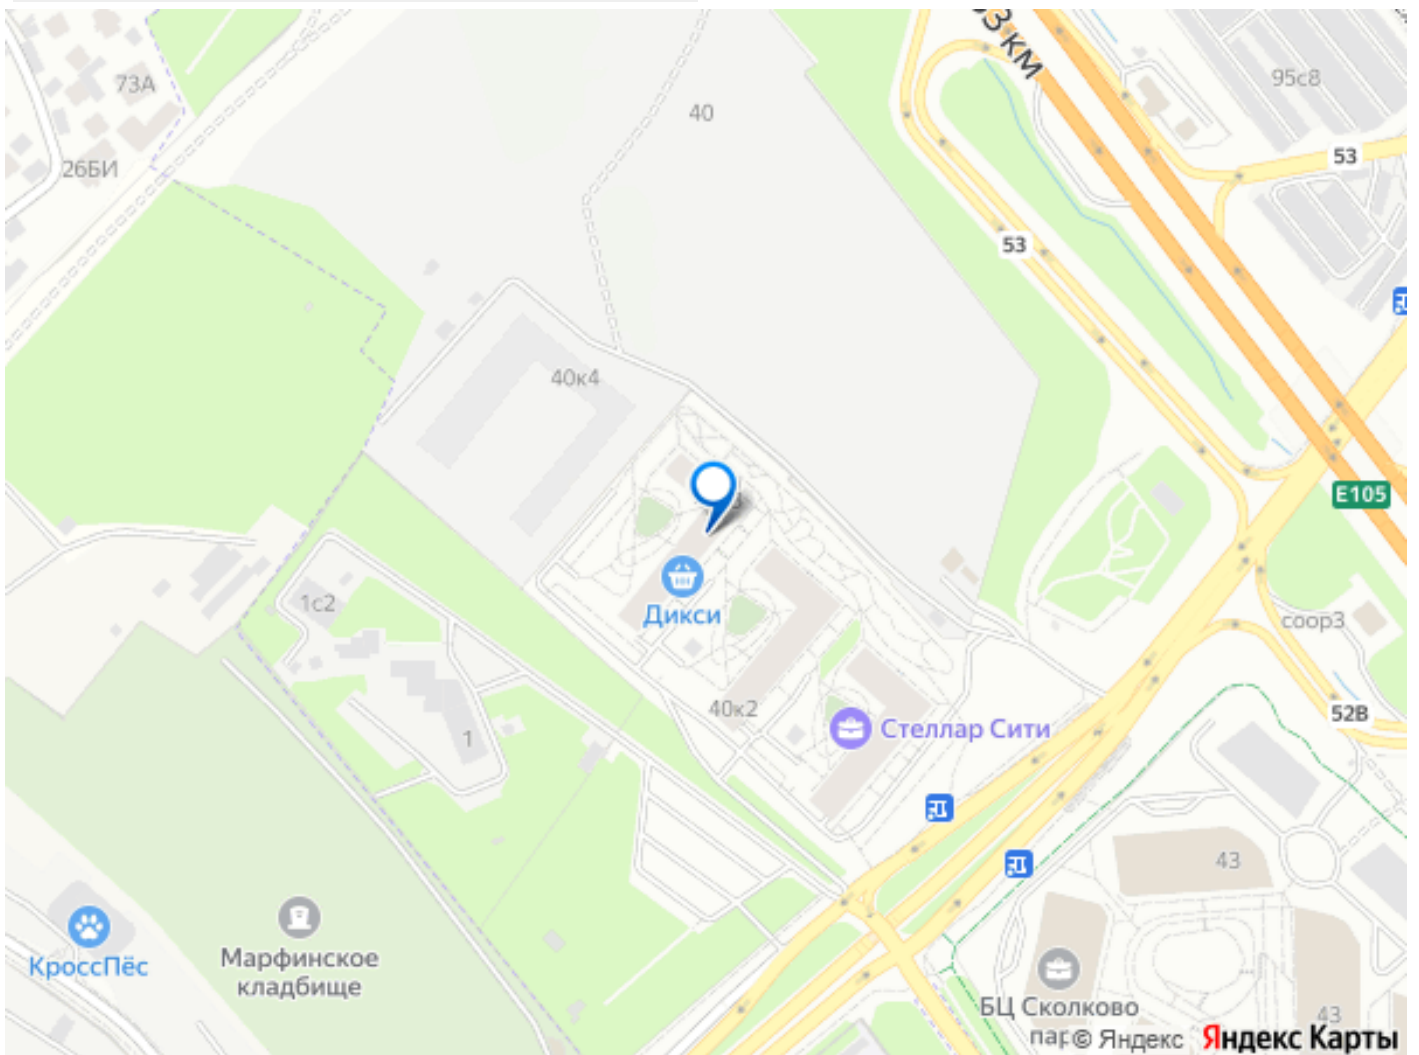 53 км
73А
95с8
40
26БИ
53
53
40к4
E105
1с2
Дикси
соор3
40к2
52В
Стеллар Сити
1
43
КроссПёс
Марфинское
кладбище
БЦ Сколково
43
© Яндекс
Яндекс Карты